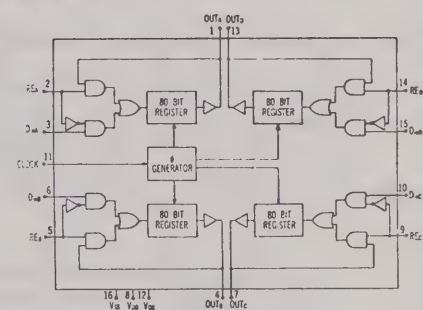 OUTA OUTD
1 13
2
REA
3
DINA
80 BIT
REGISTER
80 BIT
REGISTER
14
RED
15
DIND
11
CLOCK
φ
GENERATOR
6
DINB
5
REB
80 BIT
REGISTER
80 BIT
REGISTER
10
DINC
9
REC
16 8 12
VSS VDD VGG
4 7
OUTB OUTC